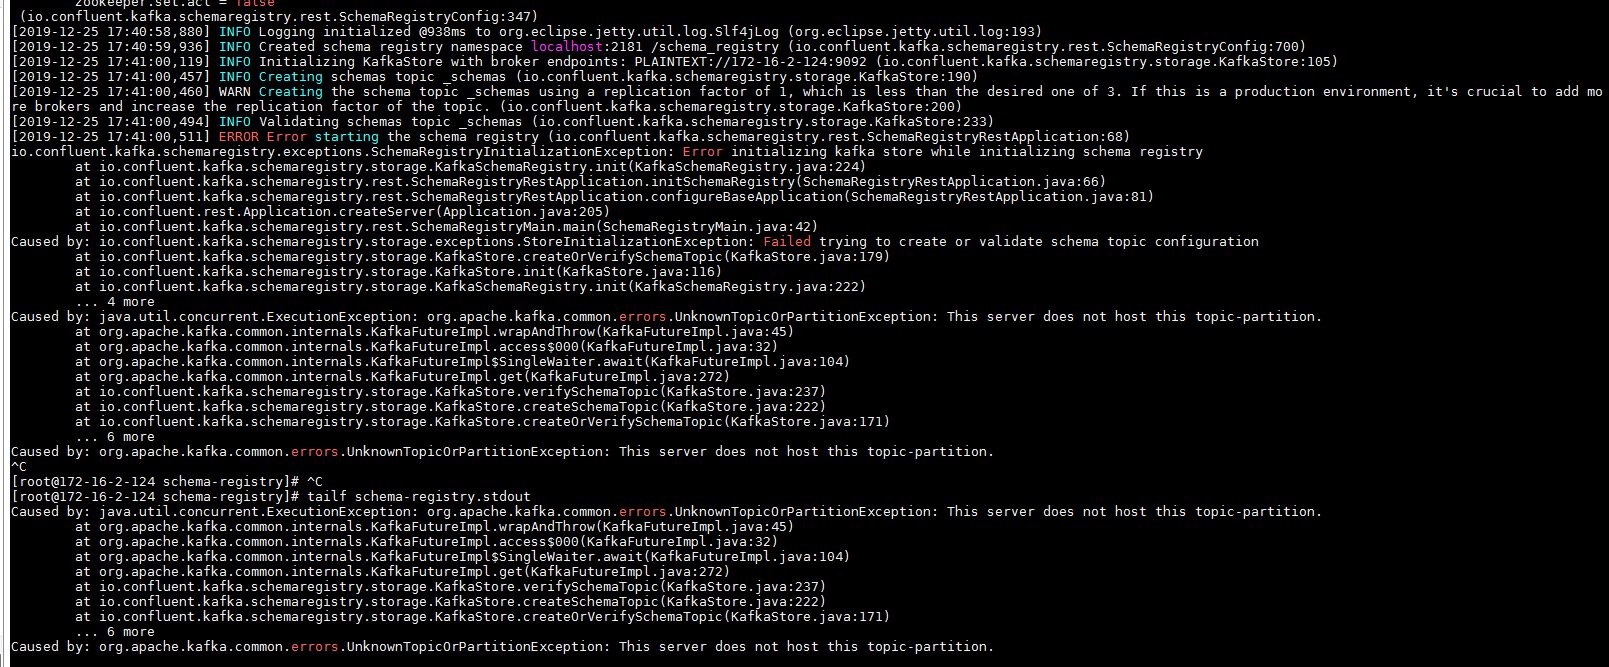 zookeeper.set.acl = false
(io.confluent.kafka.schemaregistry.rest.SchemaRegistryConfig:347)
[2019-12-25 17:40:58,880] INFO Logging initialized @938ms to org.eclipse.jetty.util.log.Slf4jLog (org.eclipse.jetty.util.log:193)
[2019-12-25 17:40:59,936] INFO Created schema registry namespace localhost:2181 /schema_registry (io.confluent.kafka.schemaregistry.rest.SchemaRegistryConfig:700)
[2019-12-25 17:41:00,119] INFO Initializing KafkaStore with broker endpoints: PLAINTEXT://172-16-2-124:9092 (io.confluent.kafka.schemaregistry.storage.KafkaStore:105)
[2019-12-25 17:41:00,457] INFO Creating schemas topic _schemas (io.confluent.kafka.schemaregistry.storage.KafkaStore:190)
[2019-12-25 17:41:00,460] WARN Creating the schema topic _schemas using a replication factor of 1, which is less than the desired one of 3. If this is a production environment, it's crucial to add mo
re brokers and increase the replication factor of the topic. (io.confluent.kafka.schemaregistry.storage.KafkaStore:200)
[2019-12-25 17:41:00,494] INFO Validating schemas topic _schemas (io.confluent.kafka.schemaregistry.storage.KafkaStore:233)
[2019-12-25 17:41:00,511] ERROR Error starting the schema registry (io.confluent.kafka.schemaregistry.rest.SchemaRegistryRestApplication:68)
io.confluent.kafka.schemaregistry.exceptions.SchemaRegistryInitializationException: Error initializing kafka store while initializing schema registry
at io.confluent.kafka.schemaregistry.storage.KafkaSchemaRegistry.init(KafkaSchemaRegistry.java:224)
at io.confluent.kafka.schemaregistry.rest.SchemaRegistryRestApplication.initSchemaRegistry(SchemaRegistryRestApplication.java:66)
at io.confluent.kafka.schemaregistry.rest.SchemaRegistryRestApplication.configureBaseApplication(SchemaRegistryRestApplication.java:81)
at io.confluent.rest.Application.createServer(Application.java:205)
at io.confluent.kafka.schemaregistry.rest.SchemaRegistryMain.main(SchemaRegistryMain.java:42)
Caused by: io.confluent.kafka.schemaregistry.storage.exceptions.StoreInitializationException: Failed trying to create or validate schema topic configuration
at io.confluent.kafka.schemaregistry.storage.KafkaStore.createOrVerifySchemaTopic(KafkaStore.java:179)
at io.confluent.kafka.schemaregistry.storage.KafkaStore.init(KafkaStore.java:116)
at io.confluent.kafka.schemaregistry.storage.KafkaSchemaRegistry.init(KafkaSchemaRegistry.java:222)
... 4 more
Caused by: java.util.concurrent.ExecutionException: org.apache.kafka.common.errors.UnknownTopicOrPartitionException: This server does not host this topic-partition.
at org.apache.kafka.common.internals.KafkaFutureImpl.wrapAndThrow(KafkaFutureImpl.java:45)
at org.apache.kafka.common.internals.KafkaFutureImpl.access$000(KafkaFutureImpl.java:32)
at org.apache.kafka.common.internals.KafkaFutureImpl$SingleWaiter.await(KafkaFutureImpl.java:104)
at org.apache.kafka.common.internals.KafkaFutureImpl.get(KafkaFutureImpl.java:272)
at io.confluent.kafka.schemaregistry.storage.KafkaStore.verifySchemaTopic(KafkaStore.java:237)
at io.confluent.kafka.schemaregistry.storage.KafkaStore.createSchemaTopic(KafkaStore.java:222)
at io.confluent.kafka.schemaregistry.storage.KafkaStore.createOrVerifySchemaTopic(KafkaStore.java:171)
... 6 more
Caused by: org.apache.kafka.common.errors.UnknownTopicOrPartitionException: This server does not host this topic-partition.
^C
[root@172-16-2-124 schema-registry]# ^C
[root@172-16-2-124 schema-registry]# tailf schema-registry.stdout
Caused by: java.util.concurrent.ExecutionException: org.apache.kafka.common.errors.UnknownTopicOrPartitionException: This server does not host this topic-partition.
at org.apache.kafka.common.internals.KafkaFutureImpl.wrapAndThrow(KafkaFutureImpl.java:45)
at org.apache.kafka.common.internals.KafkaFutureImpl.access$000(KafkaFutureImpl.java:32)
at org.apache.kafka.common.internals.KafkaFutureImpl$SingleWaiter.await(KafkaFutureImpl.java:104)
at org.apache.kafka.common.internals.KafkaFutureImpl.get(KafkaFutureImpl.java:272)
at io.confluent.kafka.schemaregistry.storage.KafkaStore.verifySchemaTopic(KafkaStore.java:237)
at io.confluent.kafka.schemaregistry.storage.KafkaStore.createSchemaTopic(KafkaStore.java:222)
at io.confluent.kafka.schemaregistry.storage.KafkaStore.createOrVerifySchemaTopic(KafkaStore.java:171)
... 6 more
Caused by: org.apache.kafka.common.errors.UnknownTopicOrPartitionException: This server does not host this topic-partition.